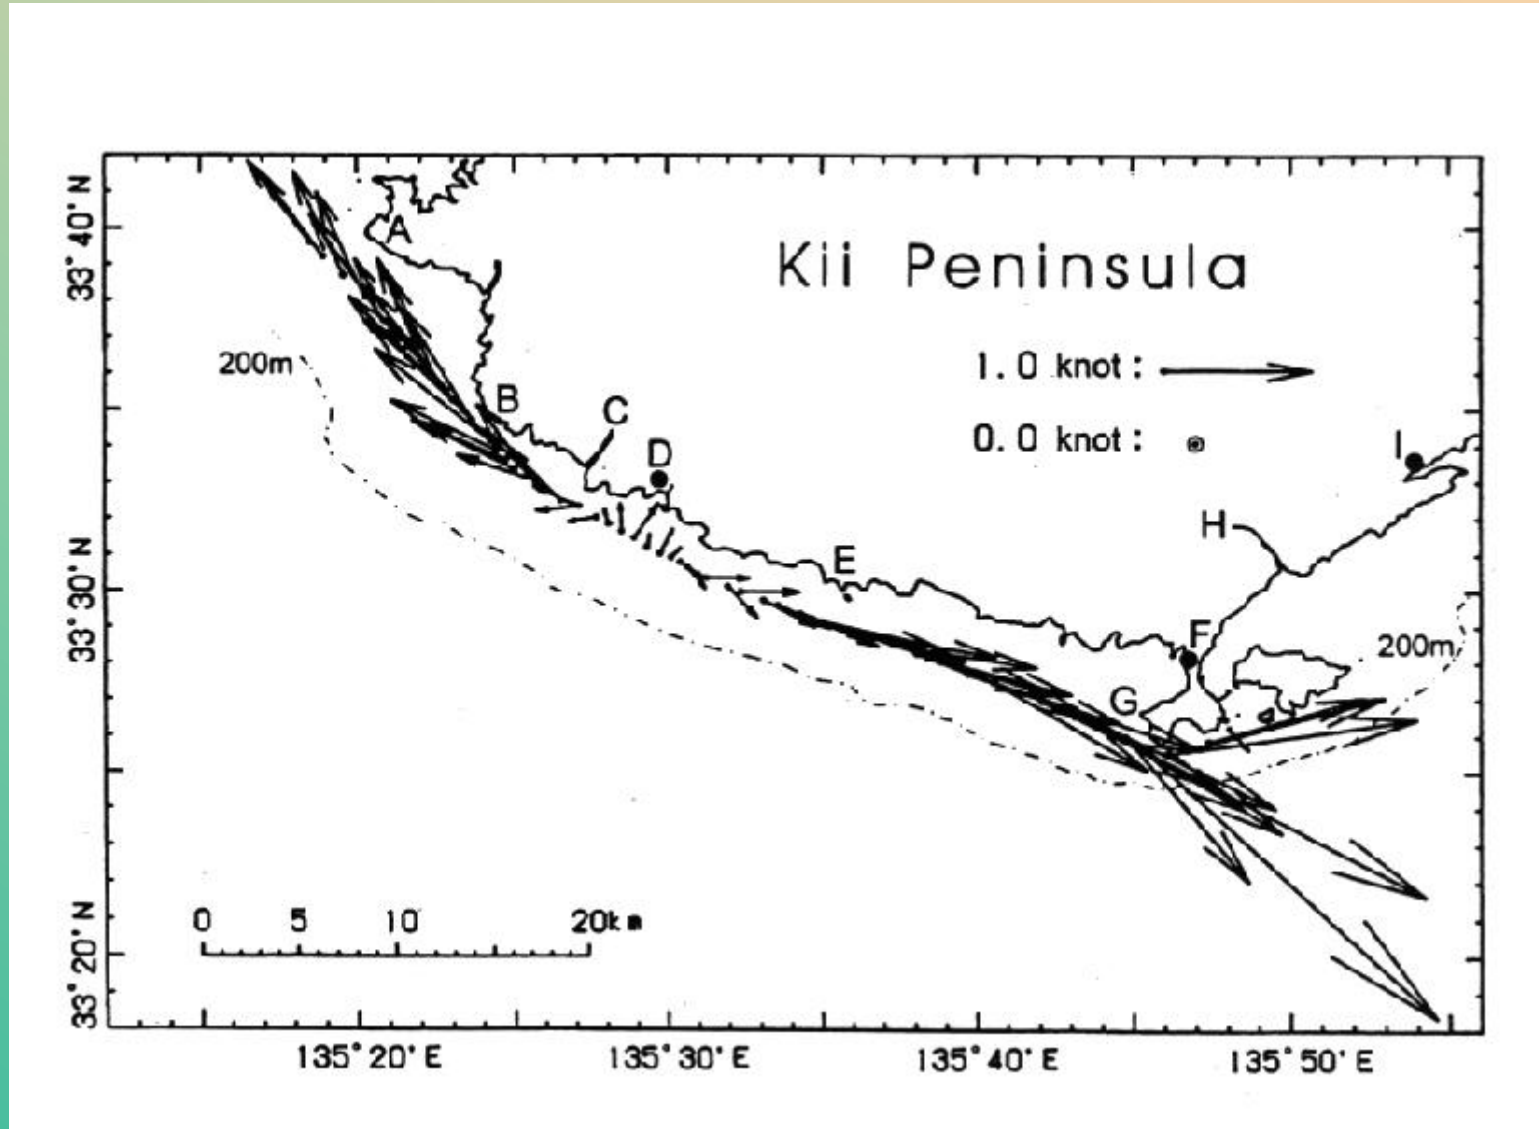 33° 40' N
A
Kii Peninsula
200m
1.0 knot:
B
C
0.0 knot:
D
I
H
33° 30' N
E
F
200m
G
33° 20' N
0 5 10 20km
135° 20' E 135° 30' E 135° 40' E 135° 50' E